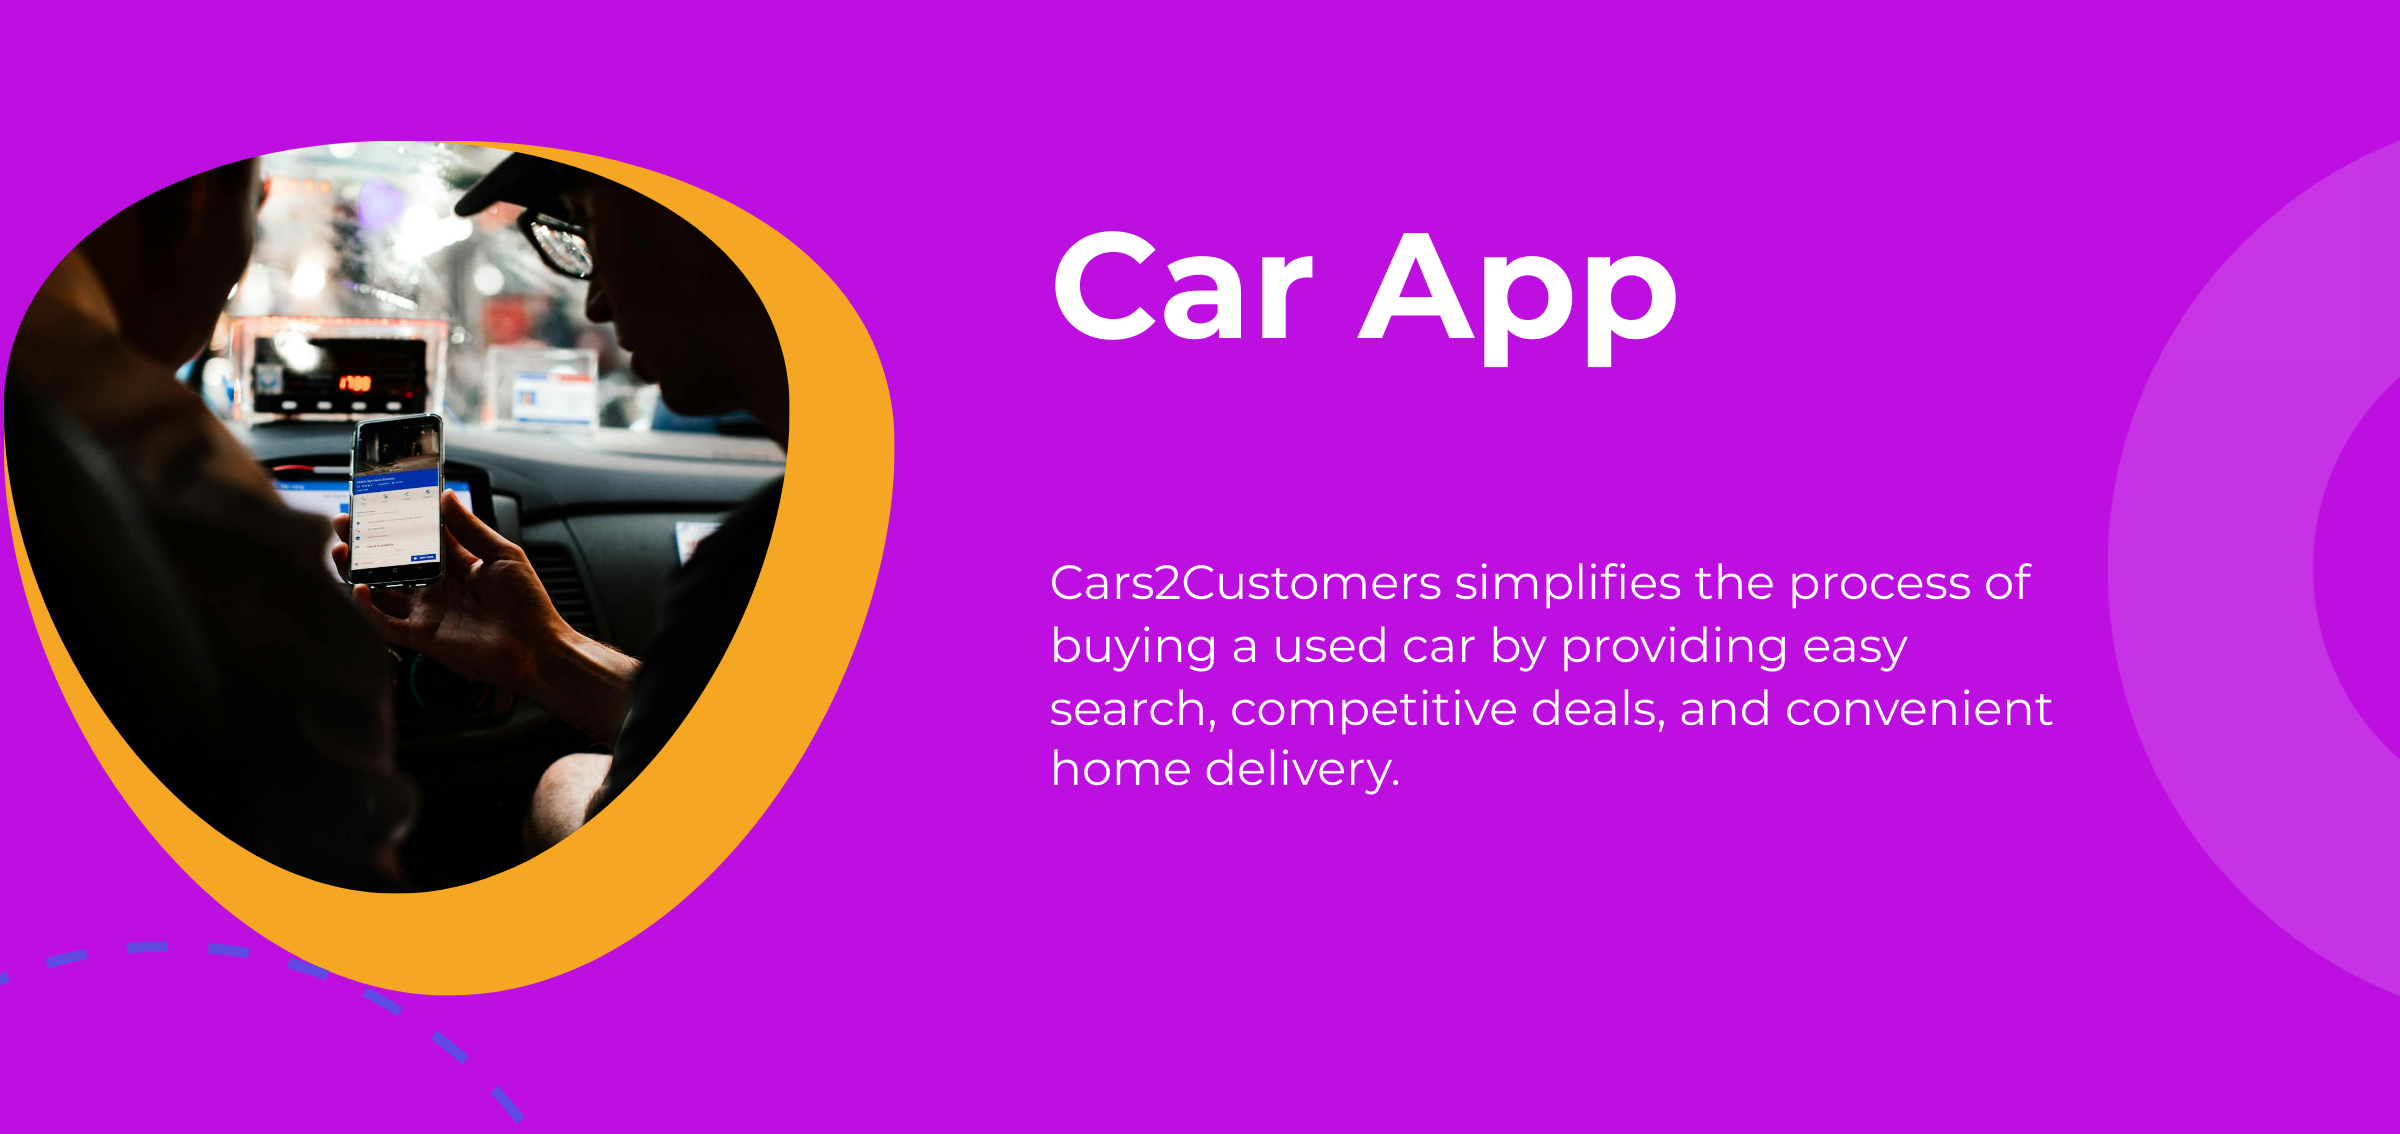 Car App
Cars2Customers simplifies the process of
buying a used car by providing easy
search, competitive deals, and convenient
home delivery.